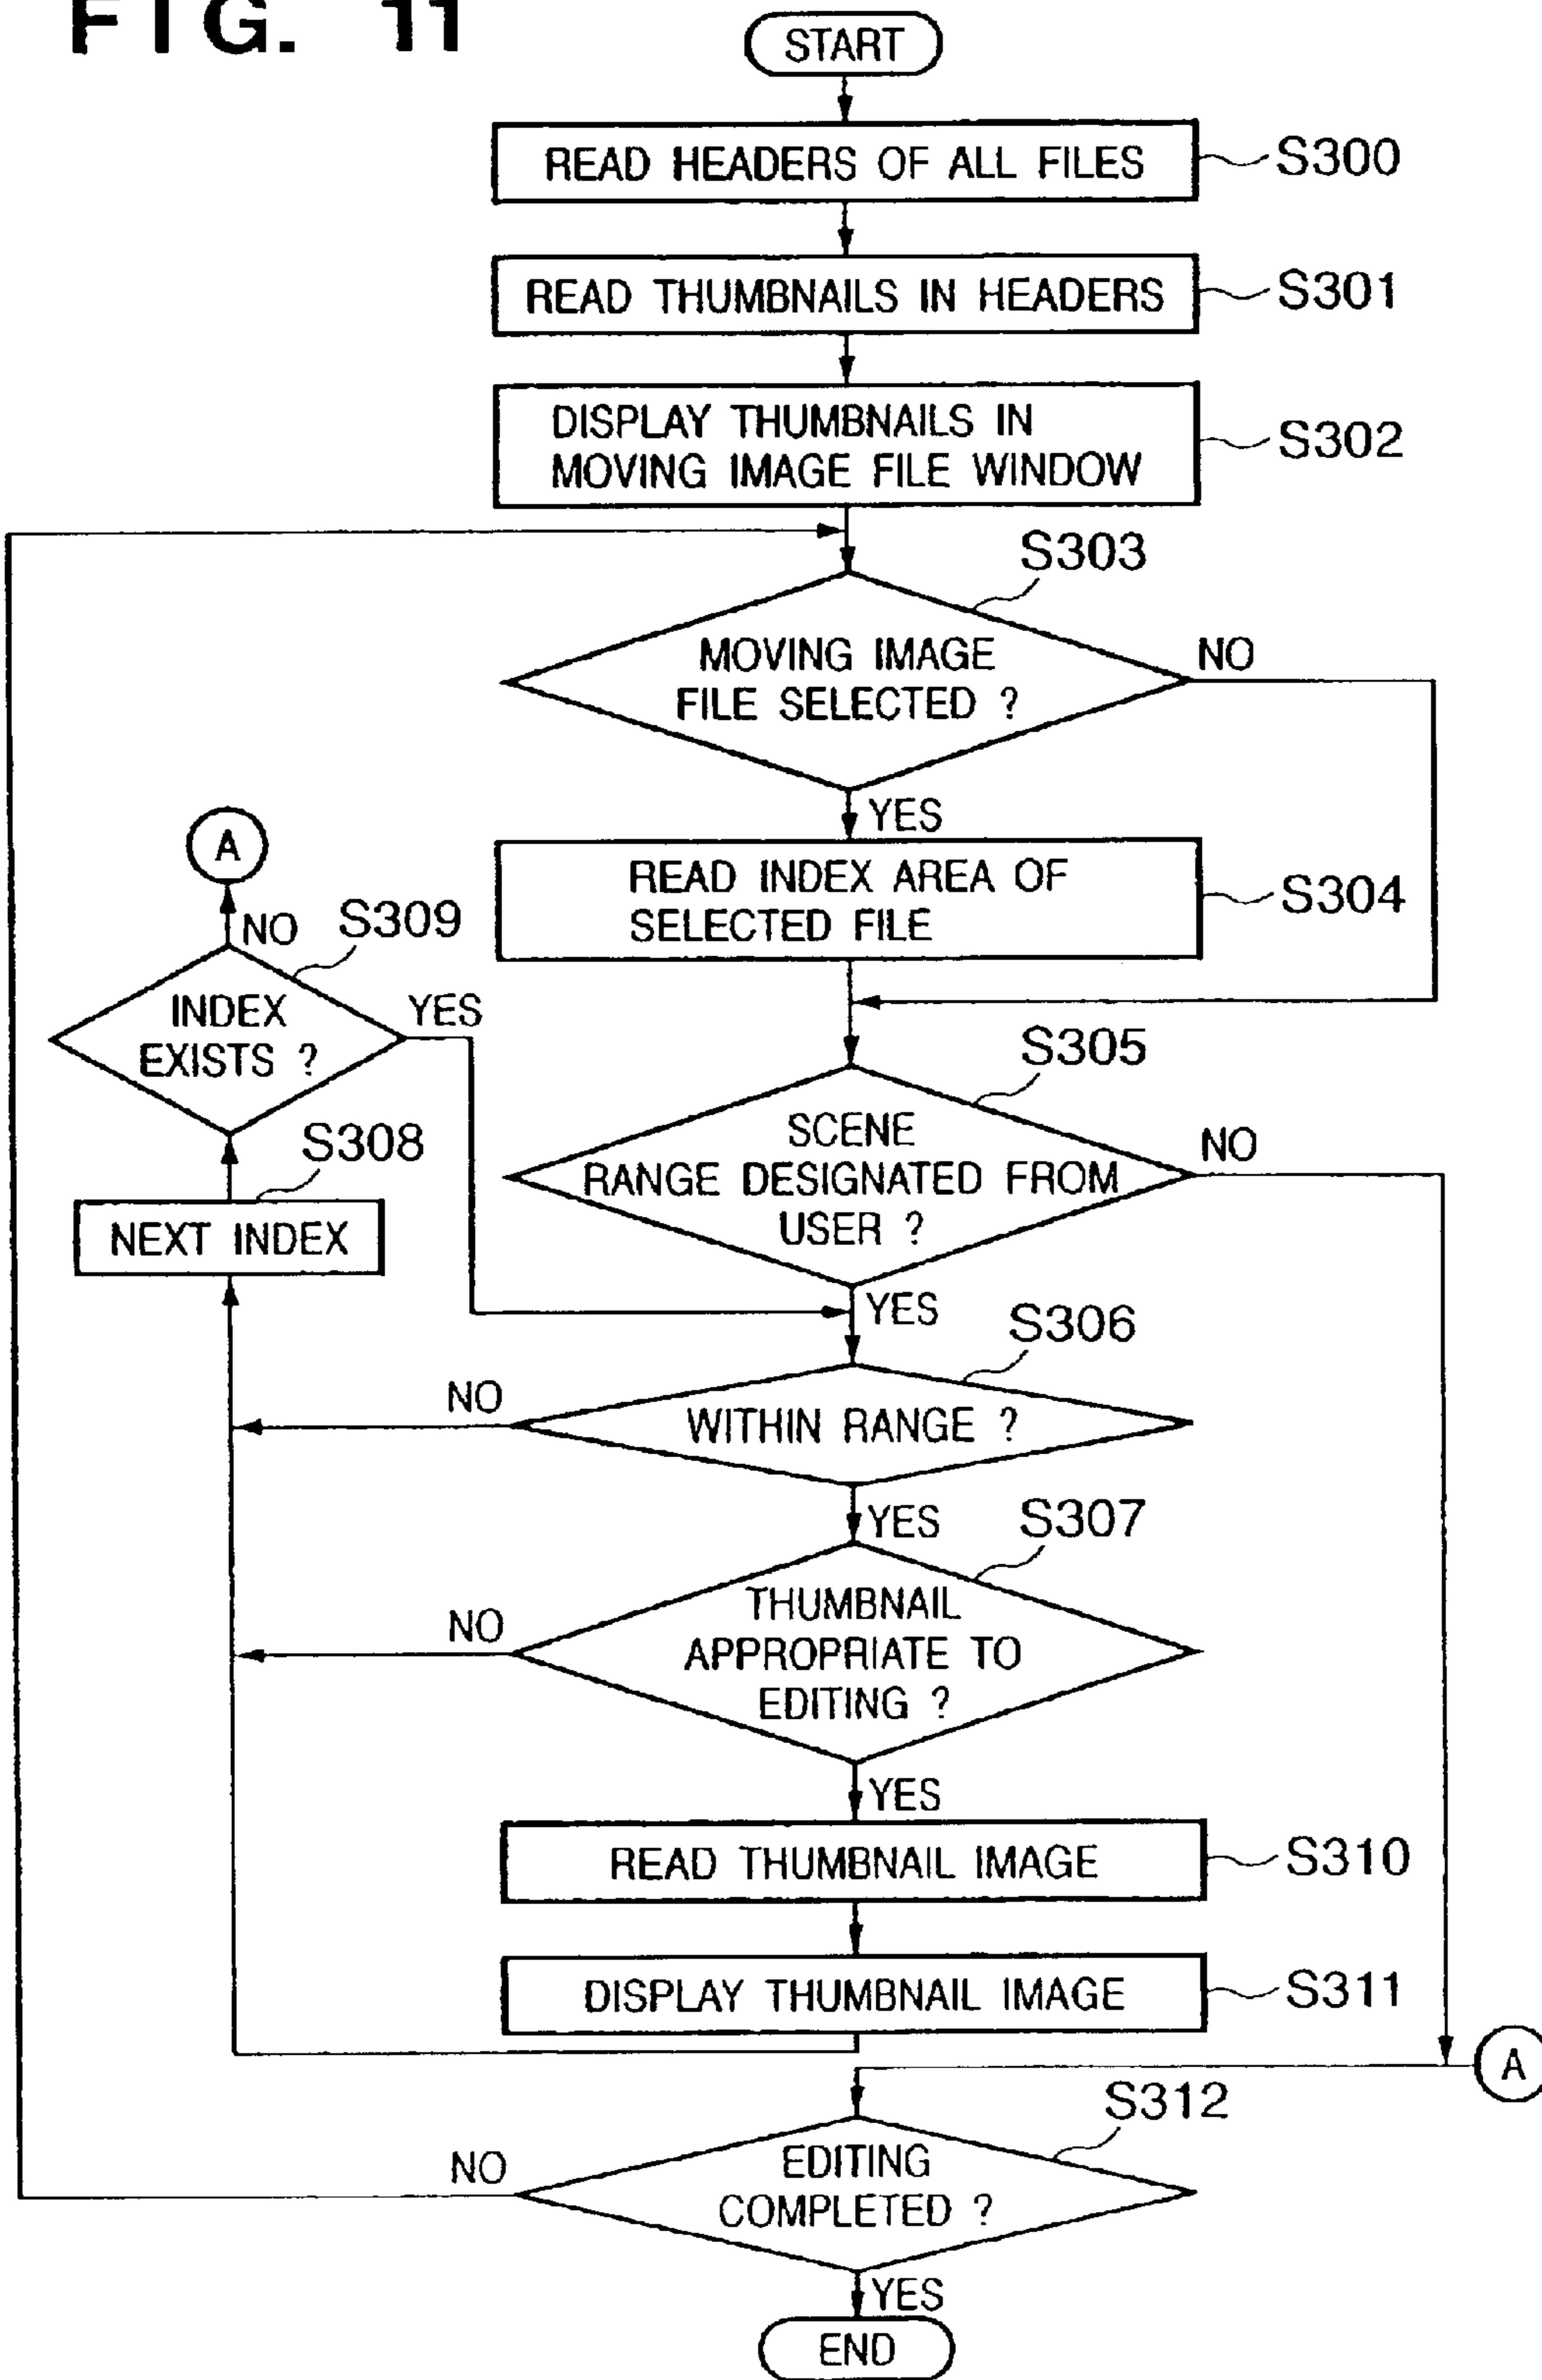 FIG. 11
START
READ HEADERS OF ALL FILES
S300
READ THUMBNAILS IN HEADERS
S301
DISPLAY THUMBNAILS IN
MOVING IMAGE FILE WINDOW
S302
S303
MOVING IMAGE
FILE SELECTED ?
NO
YES
READ INDEX AREA OF
SELECTED FILE
S304
A
NO
S309
INDEX
EXISTS ?
YES
S308
NEXT INDEX
S305
SCENE
RANGE DESIGNATED FROM
USER ?
NO
YES
S306
WITHIN RANGE ?
NO
YES
S307
THUMBNAIL
APPROPRIATE TO
EDITING ?
NO
YES
READ THUMBNAIL IMAGE
S310
DISPLAY THUMBNAIL IMAGE
S311
A
S312
EDITING
COMPLETED ?
NO
YES
END